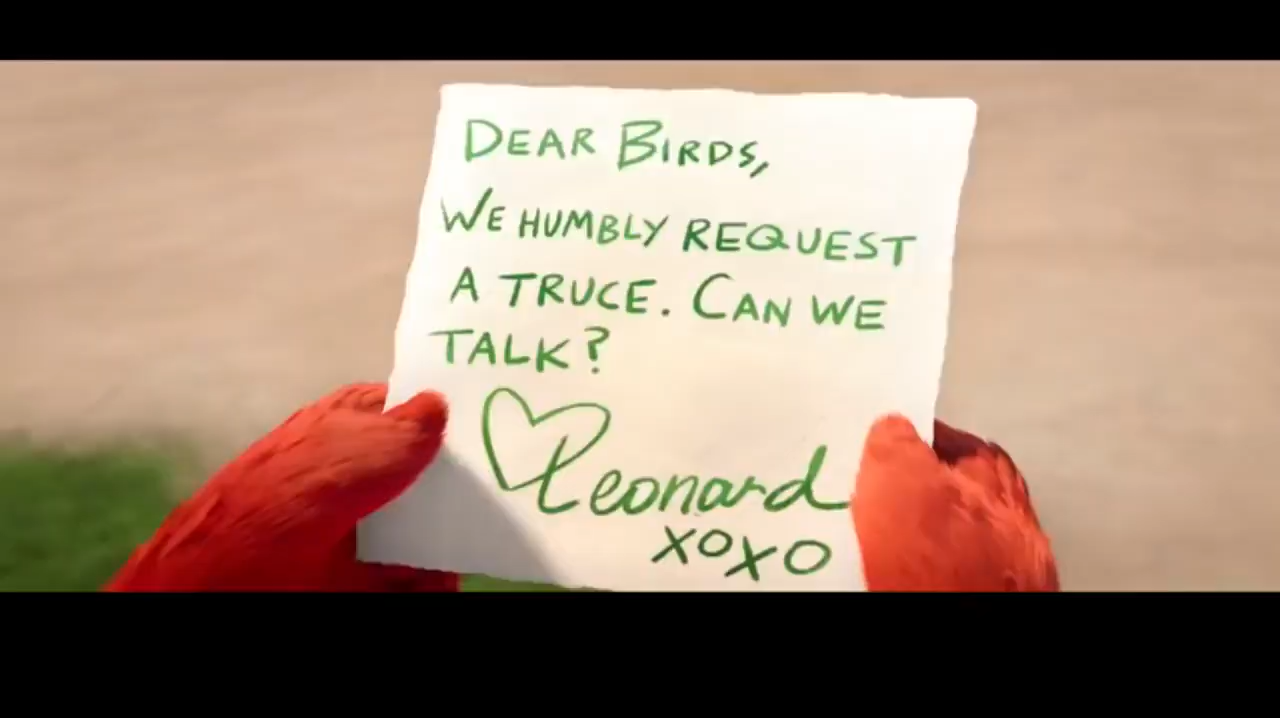 DEAR BIRDS,
WE HUMBLY REQUEST
A TRUCE. CAN WE
TALK?
Leonard
XOXO